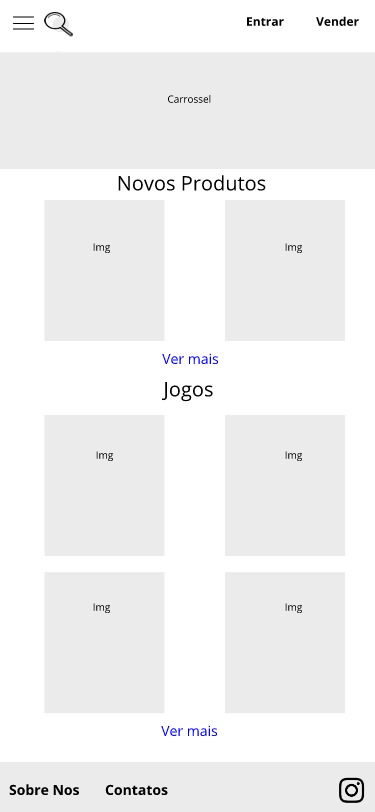 Entrar Vender
Carrossel
Novos Produtos
Img Img
Ver mais
Jogos
Img Img
Img Img
Ver mais
Sobre Nos Contatos